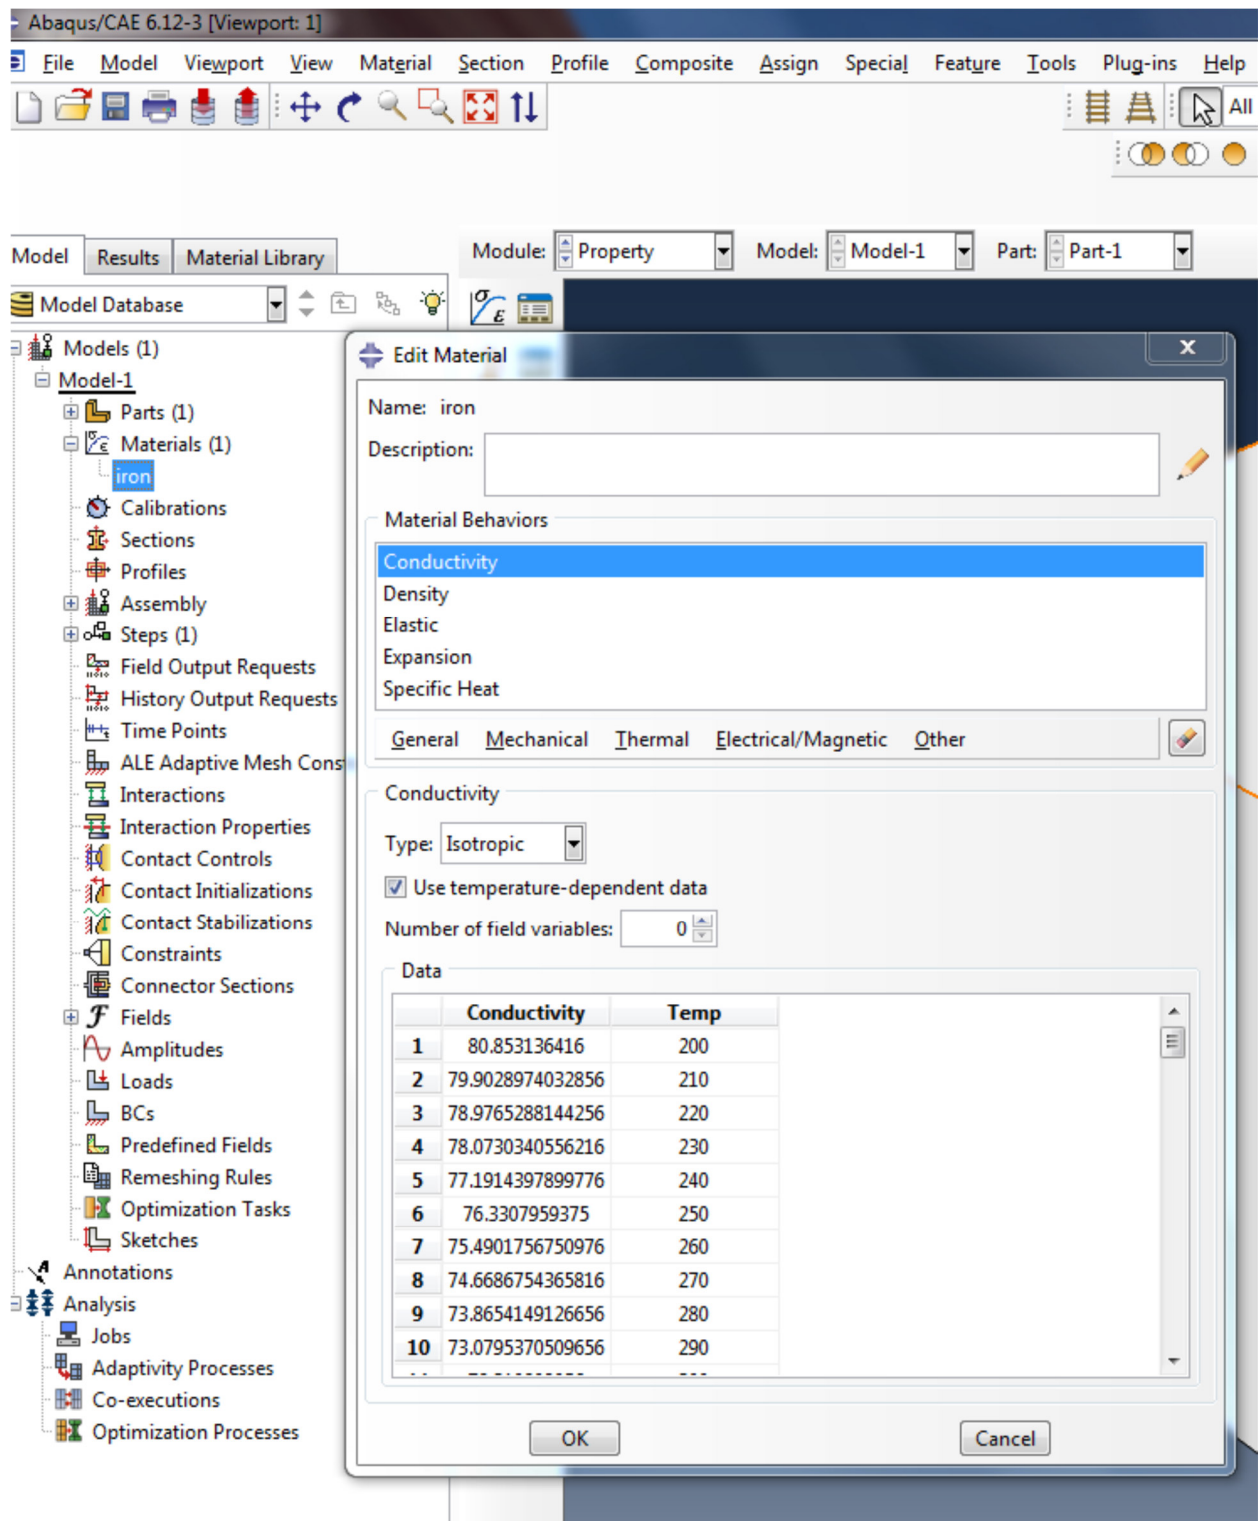 Abaqus/CAE 6.12-3 [Viewport: 1]
File Model Viewport View Material Section Profile Composite Assign Special Feature Tools Plug-ins Help
All
Model Results Material Library
Module: Property Model: Model-1 Part: Part-1
Model Database
Models (1)
Model-1
Parts (1)
Materials (1)
iron
Calibrations
Sections
Profiles
Assembly
Steps (1)
Field Output Requests
History Output Requests
Time Points
ALE Adaptive Mesh Cons
Interactions
Interaction Properties
Contact Controls
Contact Initializations
Contact Stabilizations
Constraints
Connector Sections
Fields
Amplitudes
Loads
BCs
Predefined Fields
Remeshing Rules
Optimization Tasks
Sketches
Annotations
Analysis
Jobs
Adaptivity Processes
Co-executions
Optimization Processes
Edit Material
Name: iron
Description:
Material Behaviors
Conductivity
Density
Elastic
Expansion
Specific Heat
General Mechanical Thermal Electrical/Magnetic Other
Conductivity
Type: Isotropic
Use temperature-dependent data
Number of field variables: 0
Data
Conductivity Temp
1 80.853136416 200
2 79.9028974032856 210
3 78.9765288144256 220
4 78.0730340556216 230
5 77.1914397899776 240
6 76.3307959375 250
7 75.4901756750976 260
8 74.6686754365816 270
9 73.8654149126656 280
10 73.0795370509656 290
OK Cancel